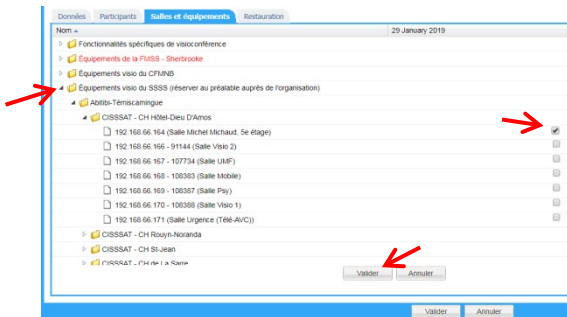 Données Participants Salles et équipements Restauration
Nom 29 January 2019
Fonctionnalités spécifiques de visioconférence
Équipements de la FMSS - Sherbrooke
Équipements visio du CFMNB
Équipements visio du SSSS (réserver au préalable auprès de l'organisation)
Abitibi-Témiscamingue
CISSSAT - CH Hôtel-Dieu D'Amos
192.168.66.164 (Salle Michel Michaud, 5e étage)
192.168.66.166 - 91144 (Salle Visio 2)
192.168.66.167 - 107734 (Salle UMF)
192.168.66.168 - 108383 (Salle Mobile)
192.168.66.169 - 108387 (Salle Psy)
192.168.66.170 - 108388 (Salle Visio 1)
192.168.66.171 (Salle Urgence (Télé-AVC))
CISSSAT - CH Rouyn-Noranda
CISSSAT - CH St-Jean
CISSSAT - CH de La Sarre
Valider Annuler
Valider Annuler